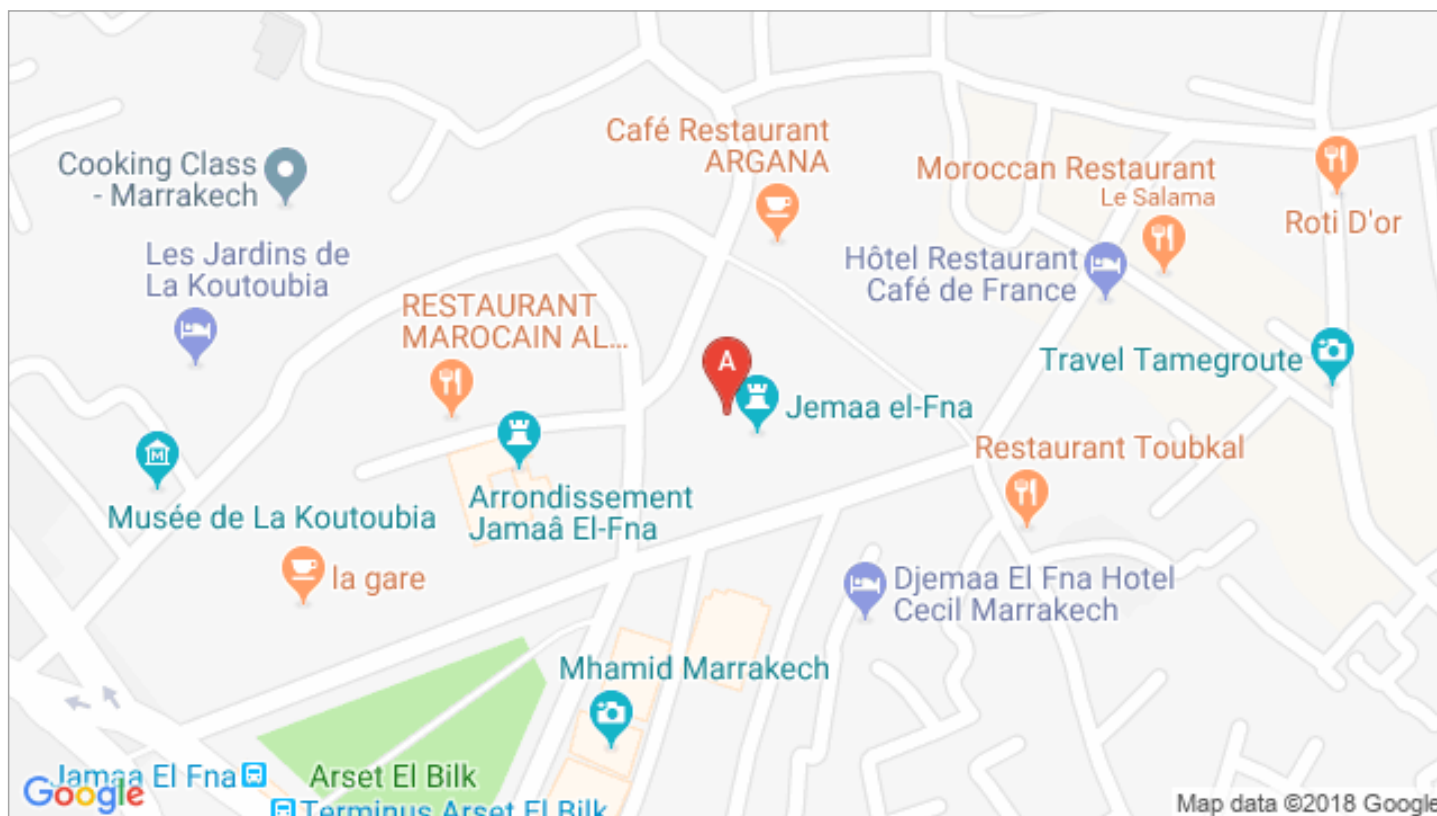 Café Restaurant
ARGANA
Cooking Class
- Marrakech
Moroccan Restaurant
Le Salama
Roti D'or
Les Jardins de
La Koutoubia
Hôtel Restaurant
Café de France
RESTAURANT
MAROCAIN AL...
A
Travel Tamegroute
Jemaa el-Fna
Restaurant Toubkal
Arrondissement
Jamaâ El-Fna
M
Musée de La Koutoubia
la gare
Djemaa El Fna Hotel
Cecil Marrakech
Mhamid Marrakech
Jamaa El Fna
Arset El Bilk
Google
Terminus Arset El Bilk
Map data ©2018 Google